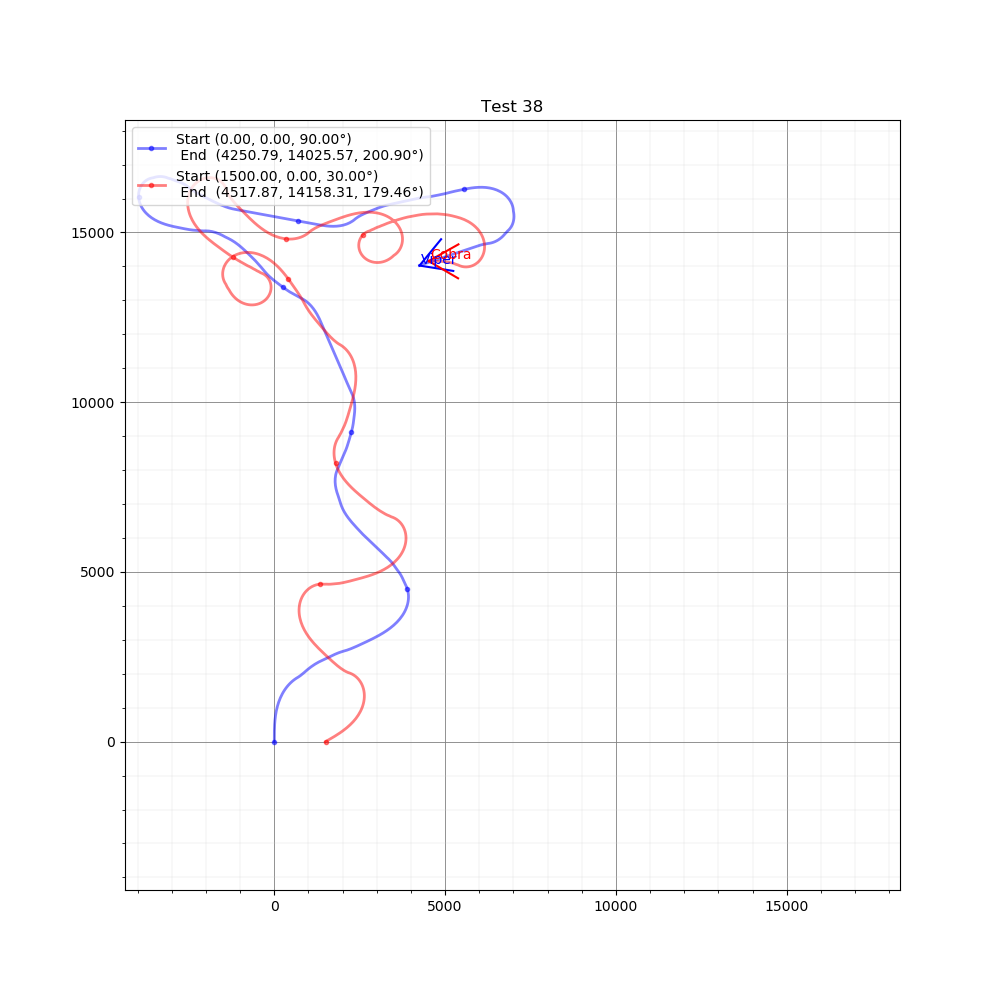 Test 38
Start (0.00, 0.00, 90.00°)
End (4250.79, 14025.57, 200.90°)
Start (1500.00, 0.00, 30.00°)
End (4517.87, 14158.31, 179.46°)
15000
10000
5000
0
Cobra
Viper
0
5000
10000
15000